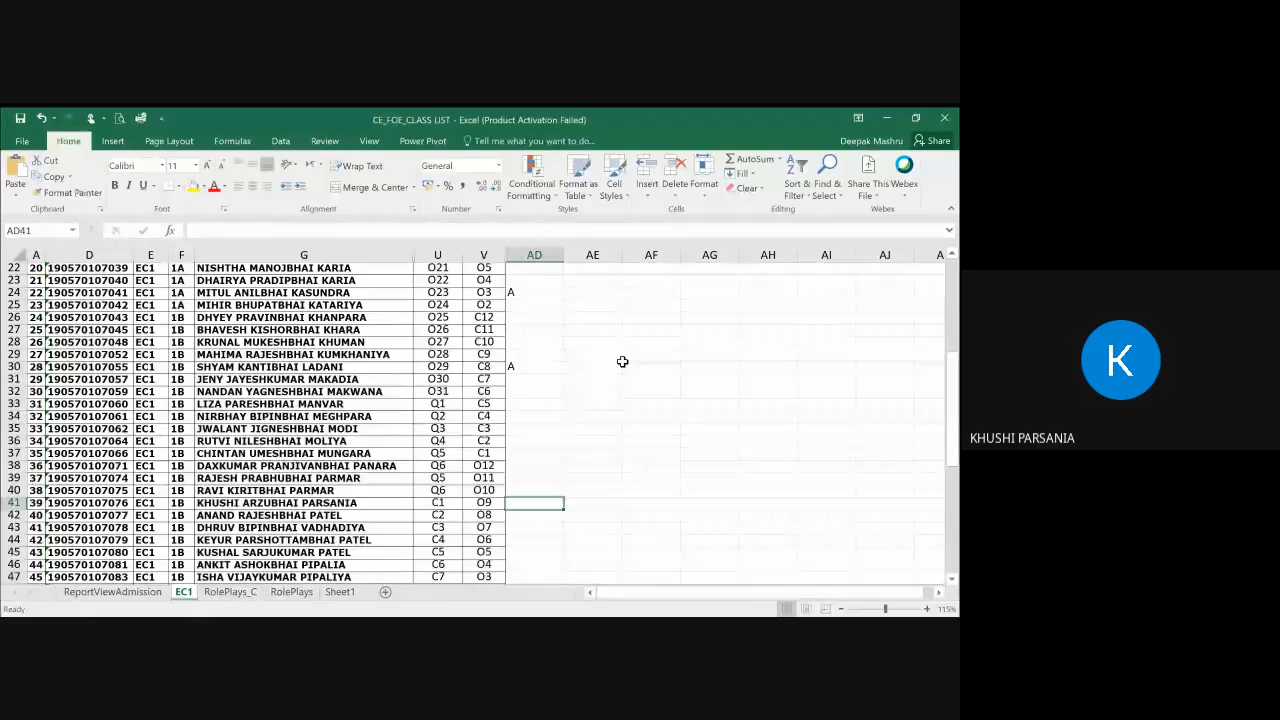 CE_FOE_CLASS LIST - Excel (Product Activation Failed)
File Home Insert Page Layout Formulas Data Review View Power Pivot Tell me what you want to do... Deepak Mashru Share
Cut Calibri 11 Wrap Text General AutoSum
Copy Fill
Format Painter B I U Merge & Center % Clear
Paste Conditional Formatting Format as Table Cell Styles Insert Delete Format Sort & Filter Find & Select Share This File Webex
Clipboard Font Alignment Number Styles Cells Editing Webex
AD41 fx
A D E F G U V AD AE AF AG AH AI AJ A
22 20 190570107039 EC1 1A NISHTHA MANOJBHAI KARIA O21 O5
23 21 190570107040 EC1 1A DHAIRYA PRADIPBHAI KARIA O22 O4
24 22 190570107041 EC1 1A MITUL ANILBHAI KASUNDRA O23 O3 A
25 23 190570107042 EC1 1A MIHIR BHUPATBHAI KATARIYA O24 O2
26 24 190570107043 EC1 1B DHYEY PRAVINBHAI KHANPARA O25 C12
27 25 190570107045 EC1 1B BHAVESH KISHORBHAI KHARA O26 C11
28 26 190570107048 EC1 1B KRUNAL MUKESHBHAI KHUMAN O27 C10
29 27 190570107052 EC1 1B MAHIMA RAJESHBHAI KUMKHANIYA O28 C9
30 28 190570107055 EC1 1B SHYAM KANTIBHAI LADANI O29 C8 A
31 29 190570107057 EC1 1B JENY JAYESHKUMAR MAKADIA O30 C7
32 30 190570107059 EC1 1B NANDAN YAGNESHBHAI MAKWANA O31 C6
33 31 190570107060 EC1 1B LIZA PARESHBHAI MANVAR Q1 C5
34 32 190570107061 EC1 1B NIRBHAY BIPINBHAI MEGHPARA Q2 C4
35 33 190570107062 EC1 1B JWALANT JIGNESHBHAI MODI Q3 C3
36 34 190570107064 EC1 1B RUTVI NILESHBHAI MOLIYA Q4 C2
37 35 190570107066 EC1 1B CHINTAN UMESHBHAI MUNGARA Q5 C1
38 36 190570107071 EC1 1B DAXKUMAR PRANJIVANBHAI PANARA Q6 O12
39 37 190570107074 EC1 1B RAJESH PRABHUBHAI PARMAR Q5 O11
40 38 190570107075 EC1 1B RAVI KIRITBHAI PARMAR Q6 O10
41 39 190570107076 EC1 1B KHUSHI ARZUBHAI PARSANIA C1 O9
42 40 190570107077 EC1 1B ANAND RAJESHBHAI PATEL C2 O8
43 41 190570107078 EC1 1B DHRUV BIPINBHAI VADHADIYA C3 O7
44 42 190570107079 EC1 1B KEYUR PARSHOTTAMBHAI PATEL C4 O6
45 43 190570107080 EC1 1B KUSHAL SARJUKUMAR PATEL C5 O5
46 44 190570107081 EC1 1B ANKIT ASHOKBHAI PIPALIA C6 O4
47 45 190570107083 EC1 1B ISHA VIJAYKUMAR PIPALIYA C7 O3
ReportViewAdmission EC1 RolePlays_C RolePlays Sheet1
Ready 115%
K
KHUSHI PARSANIA